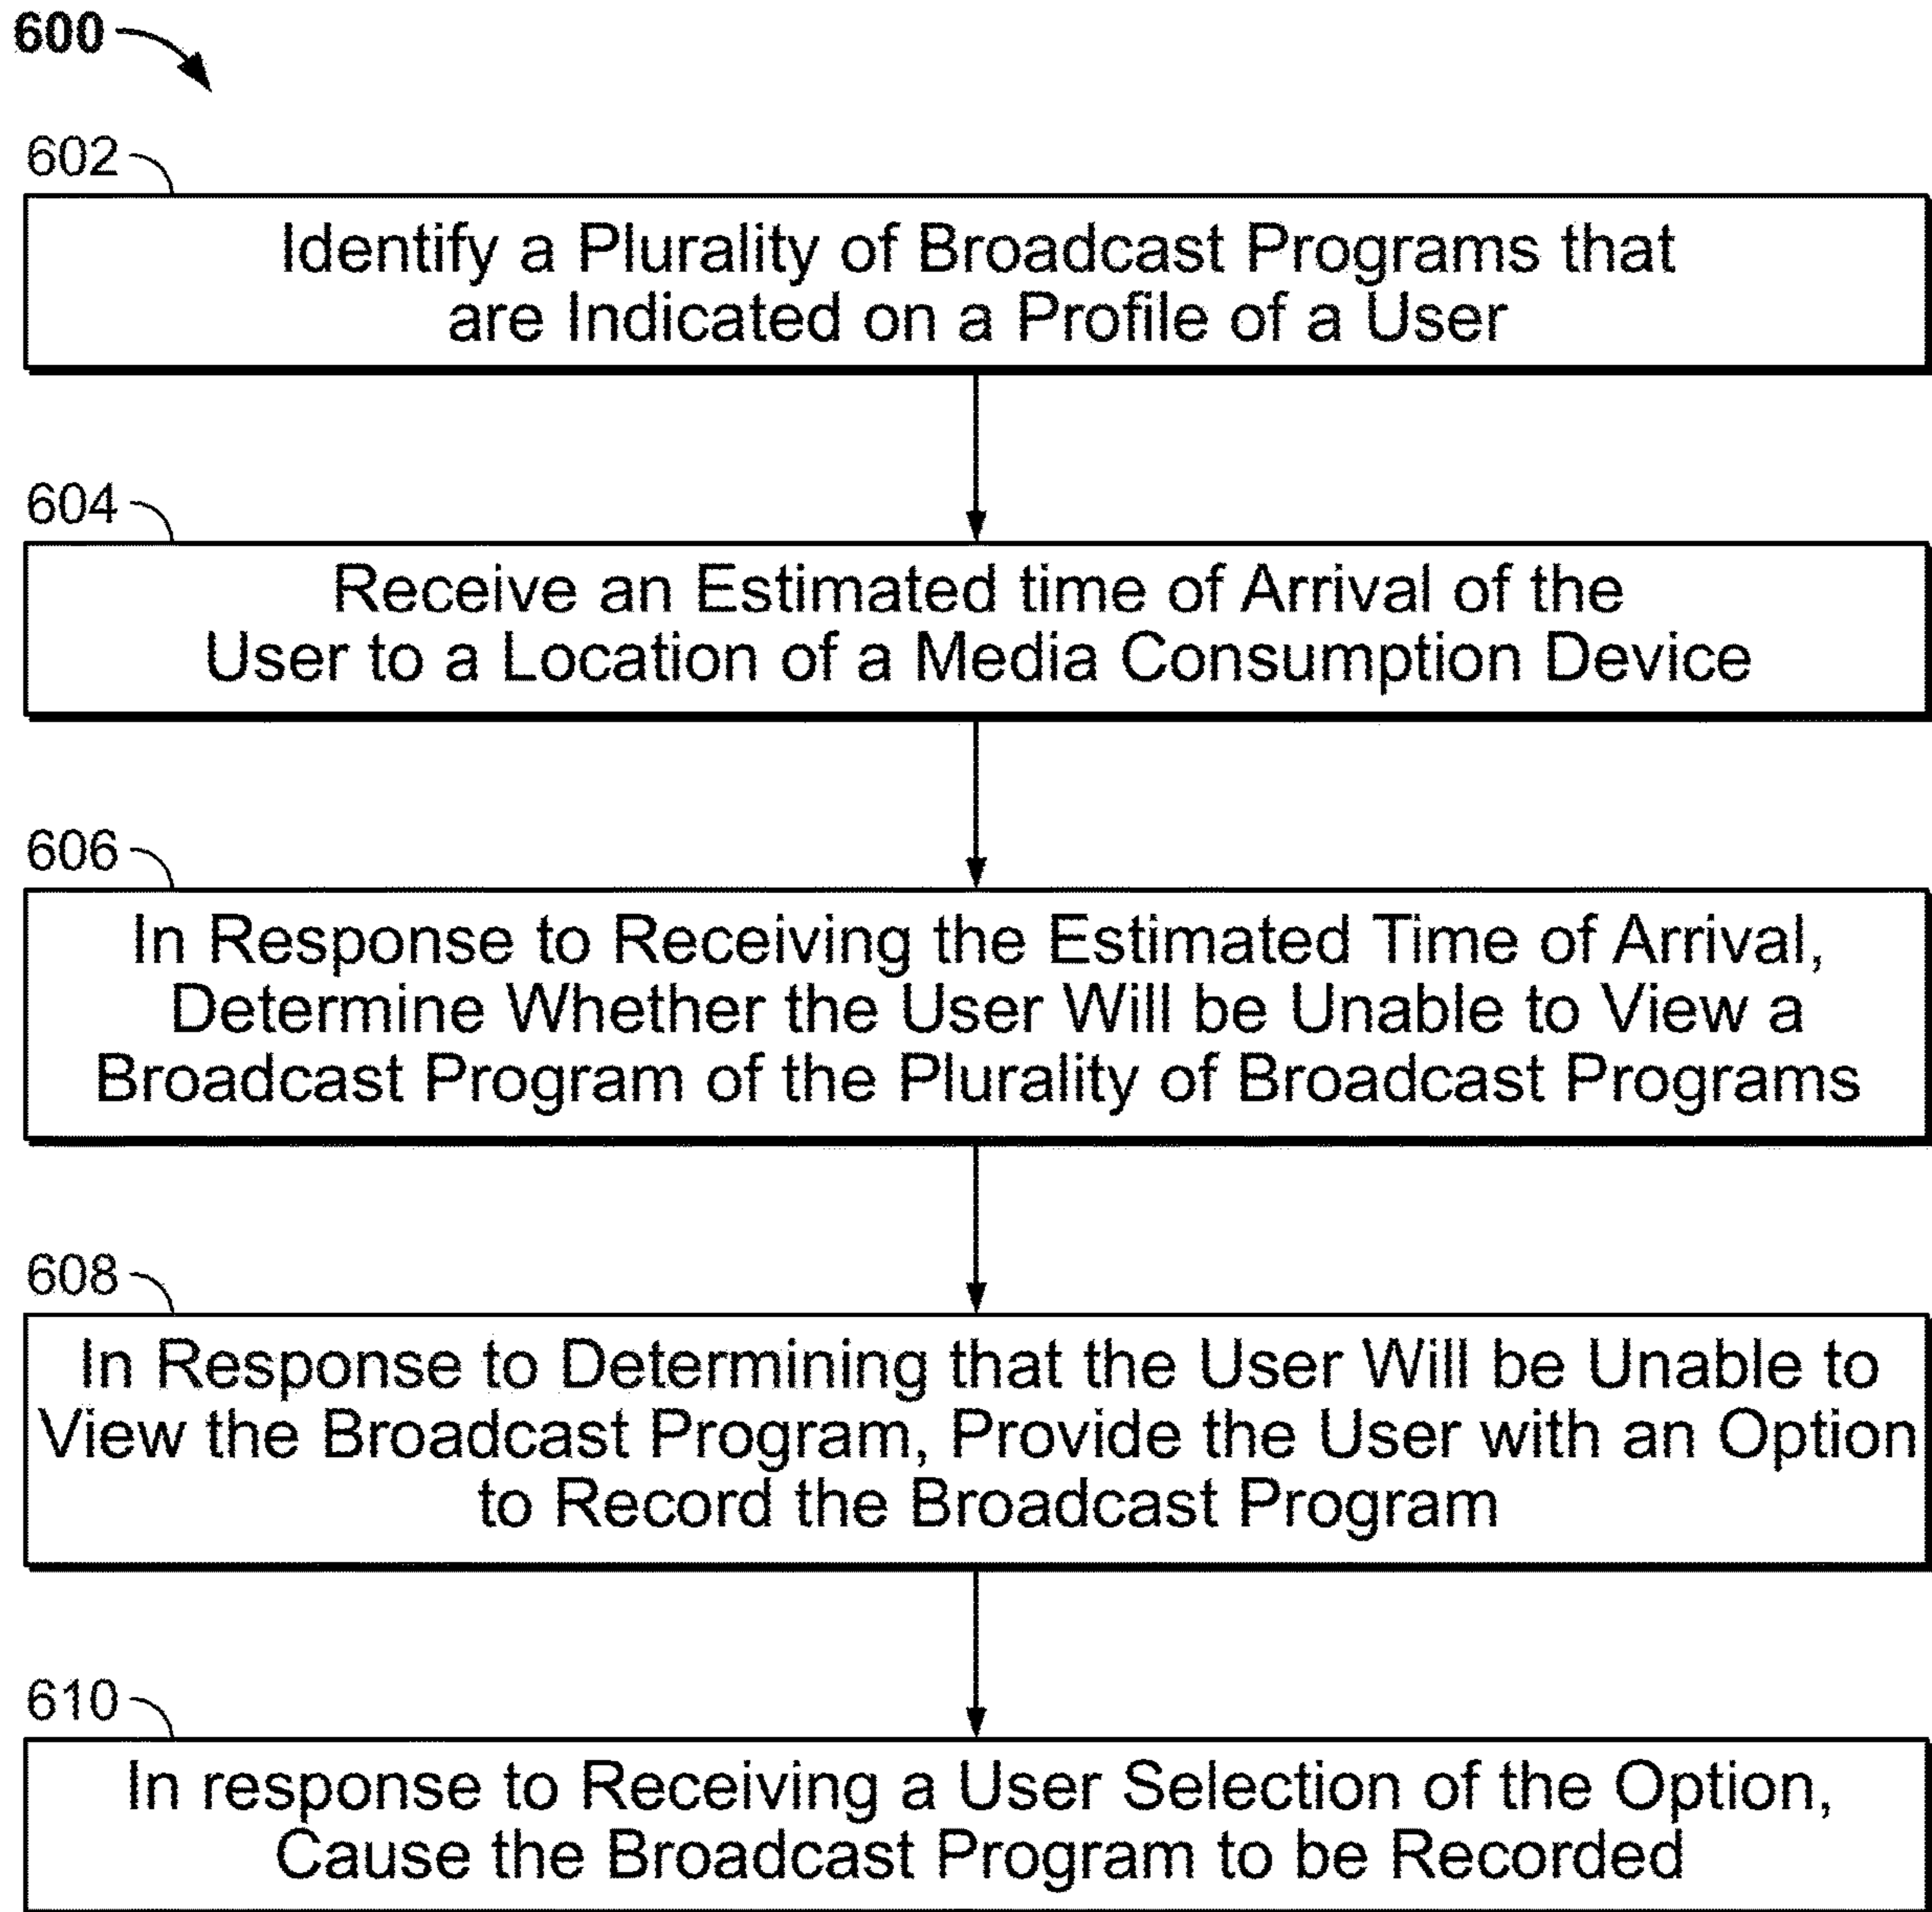 600
602
Identify a Plurality of Broadcast Programs that
are Indicated on a Profile of a User
604
Receive an Estimated time of Arrival of the
User to a Location of a Media Consumption Device
606
In Response to Receiving the Estimated Time of Arrival,
Determine Whether the User Will be Unable to View a
Broadcast Program of the Plurality of Broadcast Programs
608
In Response to Determining that the User Will be Unable to
View the Broadcast Program, Provide the User with an Option
to Record the Broadcast Program
610
In response to Receiving a User Selection of the Option,
Cause the Broadcast Program to be Recorded